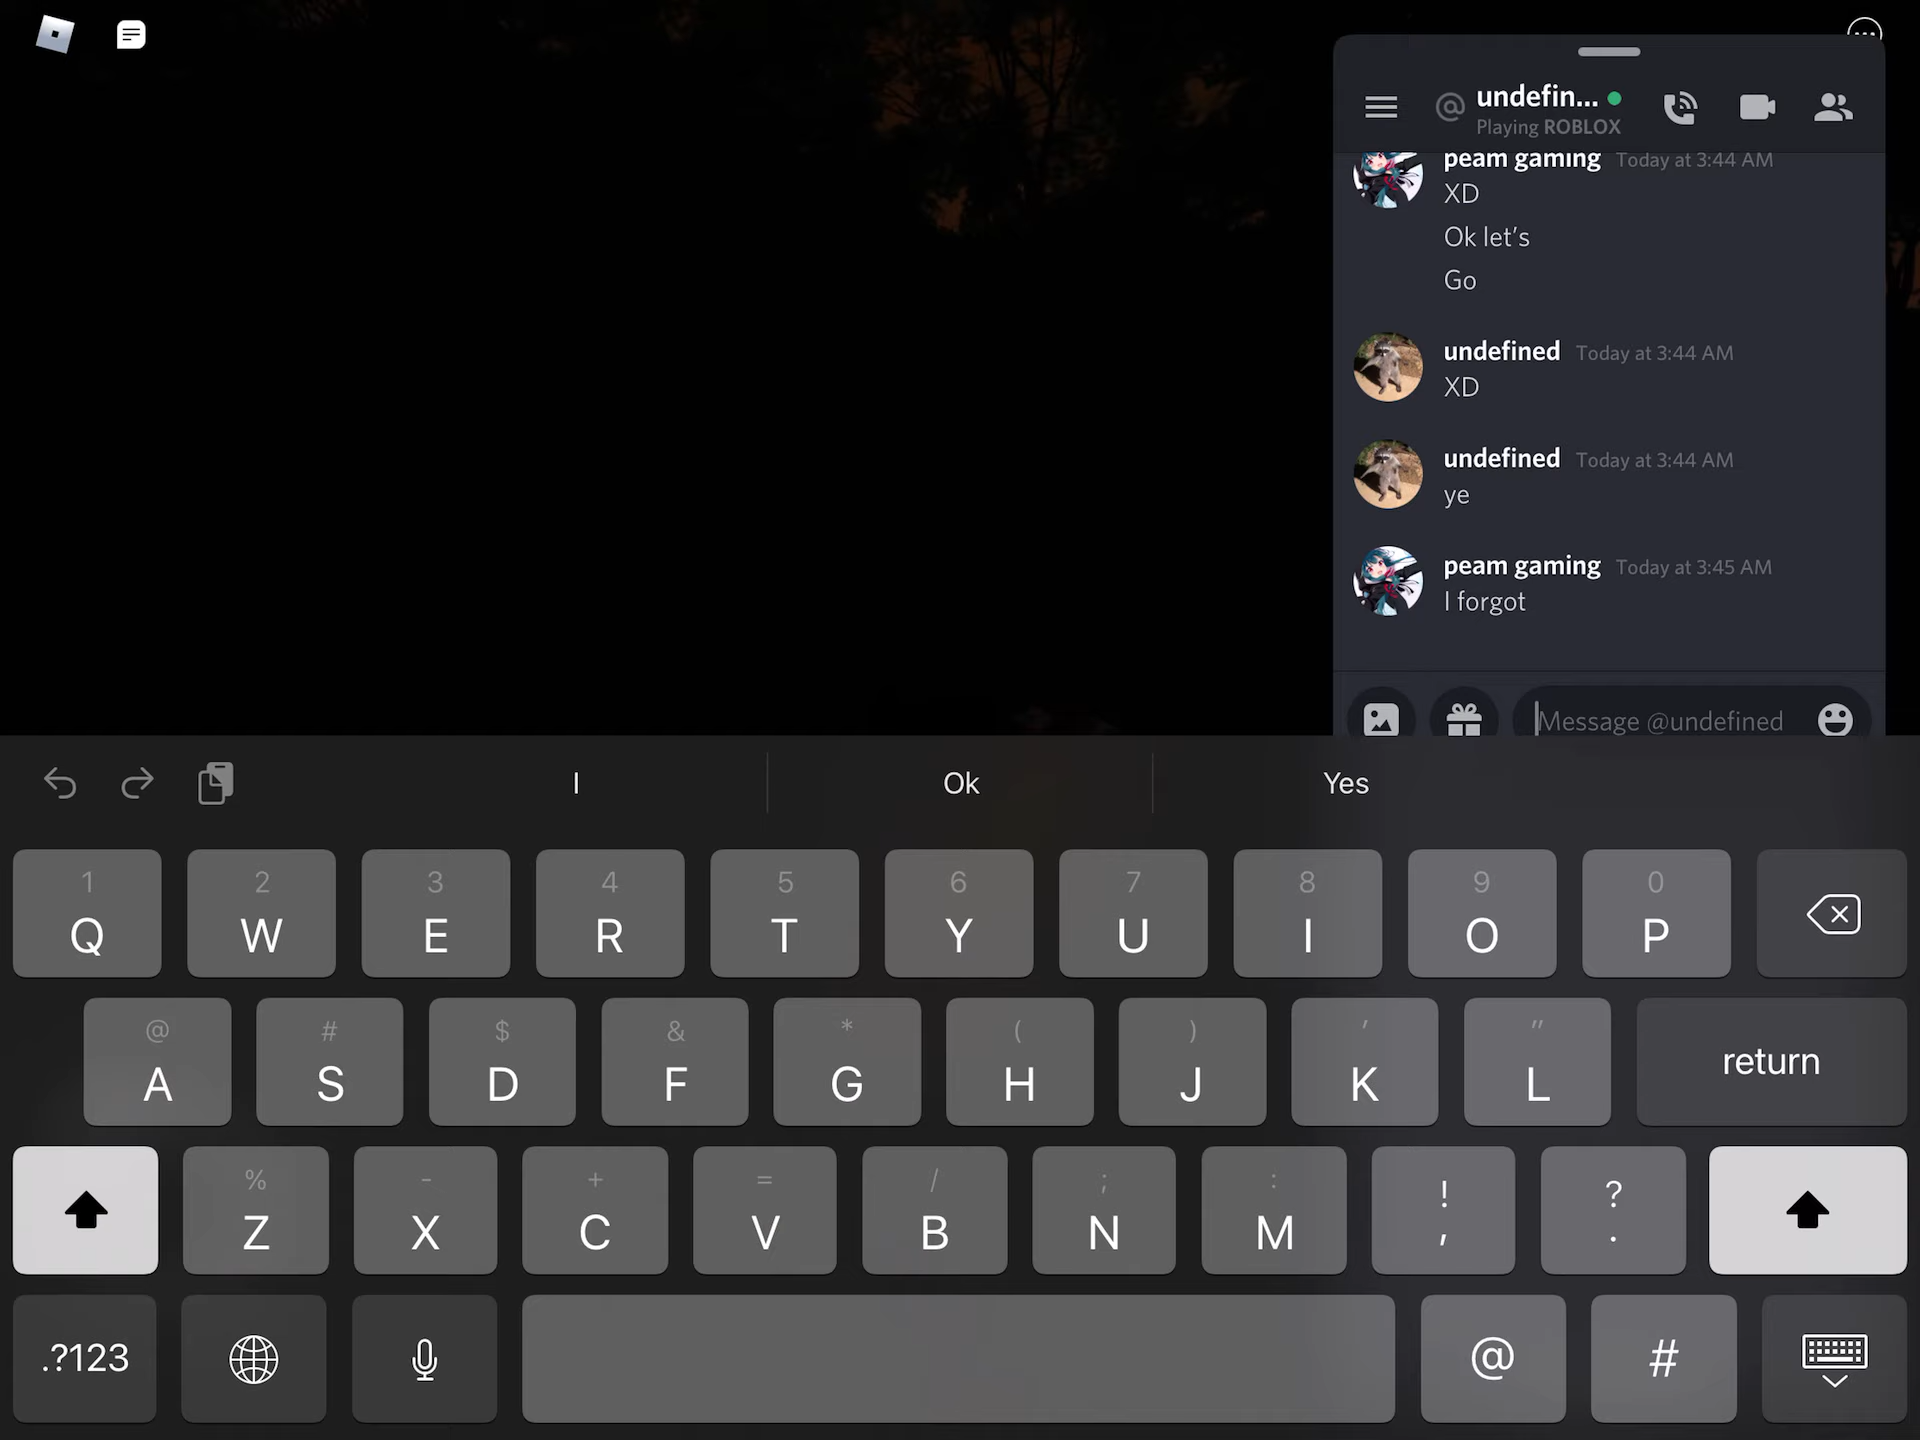 undefin...
Playing ROBLOX
peam gaming Today at 3:44 AM
XD
Ok let’s
Go
undefined Today at 3:44 AM
XD
undefined Today at 3:44 AM
ye
peam gaming Today at 3:45 AM
I forgot
Message @undefined
I Ok Yes
1 2 3 4 5 6 7 8 9 0
Q W E R T Y U I O P
@ # $ & * ( ) ' "
A S D F G H J K L return
% - + = / ; : ! ?
Z X C V B N M , .
.?123 @ #